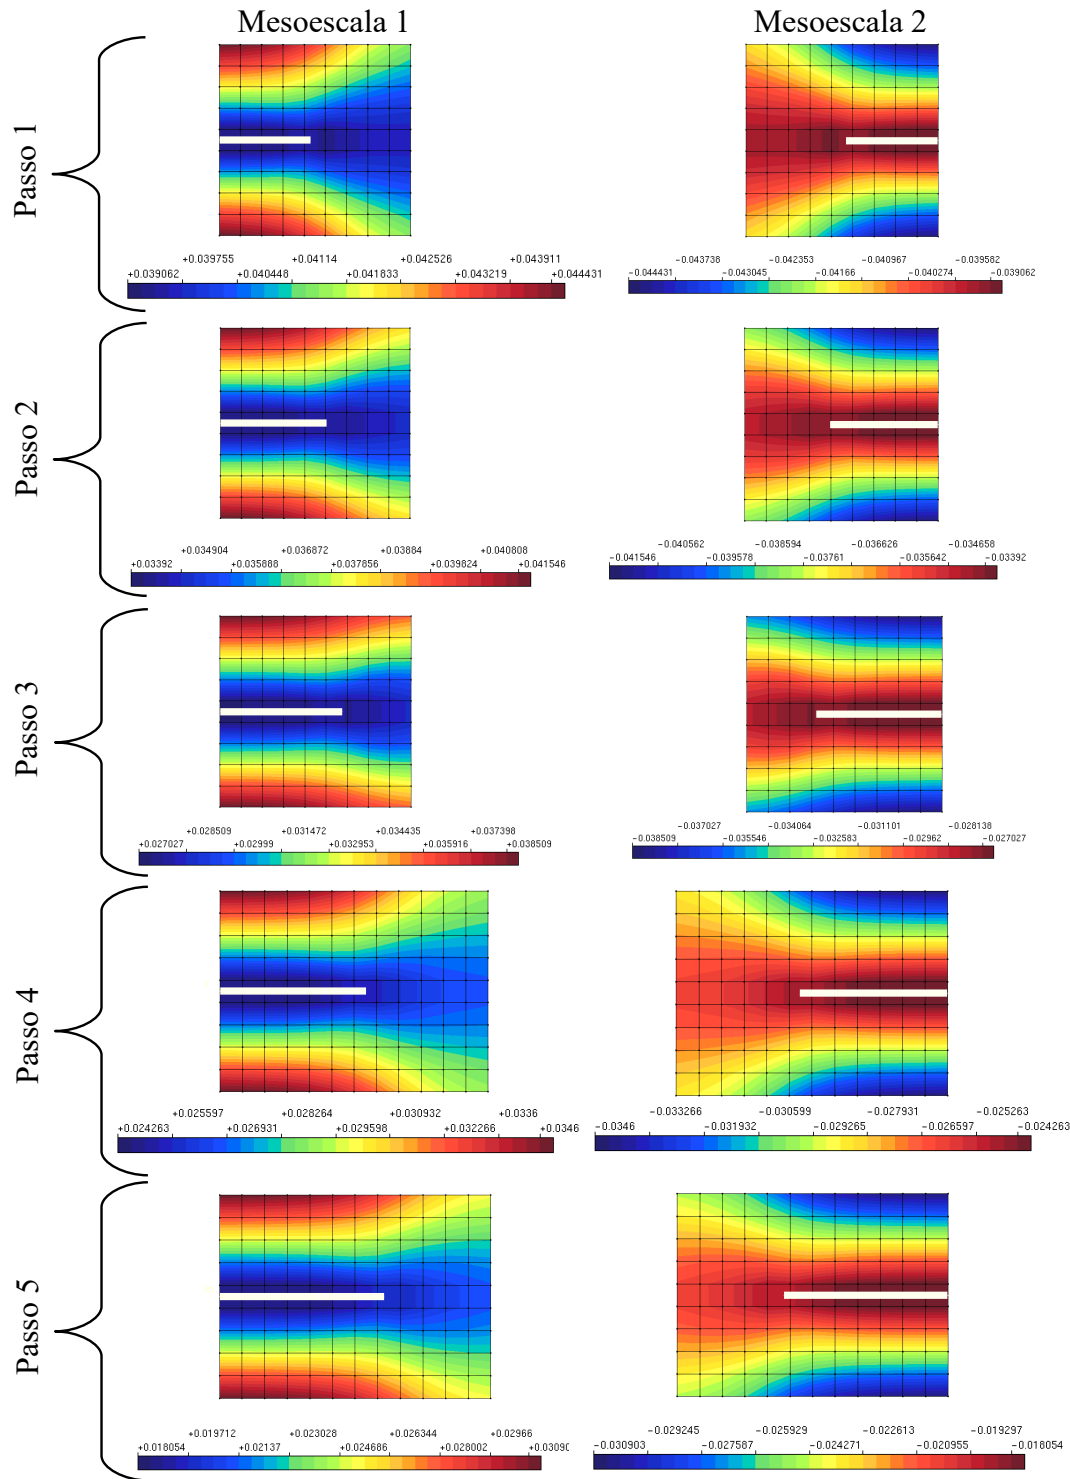 Mesoescala 1
Mesoescala 2
Passo 1
+0.039755 +0.04114 +0.042526 +0.043911
+0.039062 +0.040448 +0.041833 +0.043219 +0.044431
−0.043738 −0.042353 −0.040967 −0.039582
−0.044431 −0.043045 −0.04166 −0.040274 −0.039062
Passo 2
+0.034904 +0.036872 +0.03884 +0.040808
+0.03392 +0.035888 +0.037856 +0.039824 +0.041546
−0.040562 −0.038594 −0.036626 −0.034658
−0.041546 −0.039578 −0.03761 −0.035642 −0.03392
Passo 3
+0.028509 +0.031472 +0.034435 +0.037398
+0.027027 +0.02999 +0.032953 +0.035916 +0.038509
−0.037027 −0.034064 −0.031101 −0.028138
−0.038509 −0.035546 −0.032583 −0.02962 −0.027027
Passo 4
+0.025597 +0.028264 +0.030932 +0.0336
+0.024263 +0.026931 +0.029598 +0.032266 +0.0346
−0.033266 −0.030599 −0.027931 −0.025263
−0.0346 −0.031932 −0.029265 −0.026597 −0.024263
Passo 5
+0.019712 +0.023028 +0.026344 +0.02966
+0.018054 +0.02137 +0.024686 +0.028002 +0.03090
−0.029245 −0.025929 −0.022613 −0.019297
−0.030903 −0.027587 −0.024271 −0.020955 −0.018054